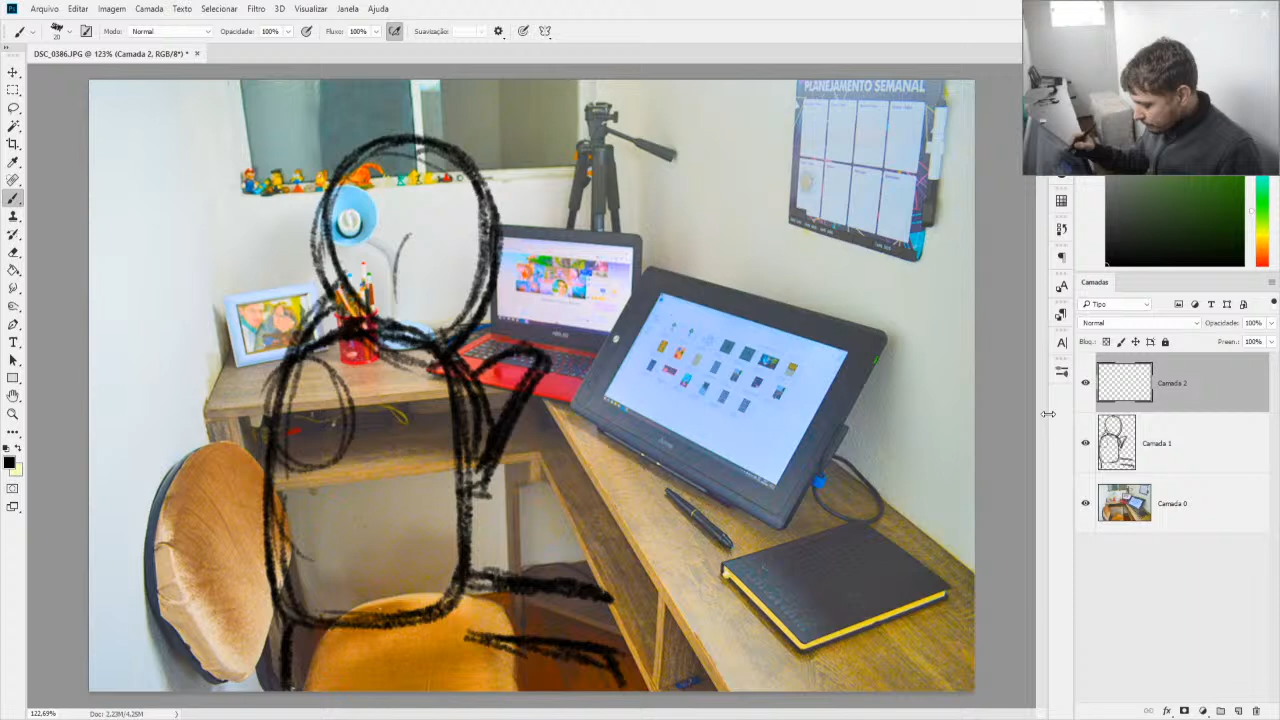 Arquivo Editar Imagem Camada Texto Selecionar Filtro 3D Visualizar Janela Ajuda
Modo: Normal Opacidade: 100% Fluxo: 100% Suavização:
DSC_0386.JPG @ 123% (Camada 2, RGB/8*) *
PLANEJAMENTO SEMANAL
Camadas
Tipo
Normal Opacidade: 100%
Bloq.: Preen.: 100%
Camada 2
Camada 1
Camada 0
122,69% Doc: 2,23M/4,25M